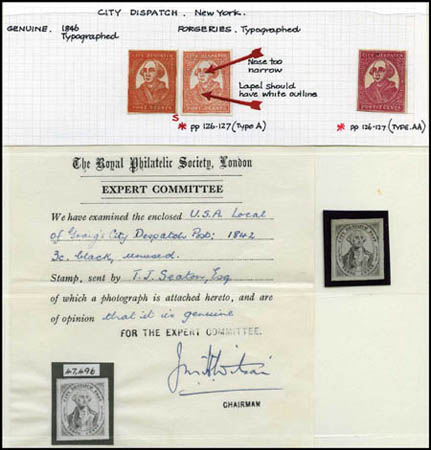 CITY DISPATCH. New York.
GENUINE. 1846 FORGERIES. Typographed
Typographed
Nose too
narrow
Lapel should
have white outline
S
* pp 126-127 (Type A)
* pp 126-127 (TYPE AA)
The Royal Philatelic Society, London
EXPERT COMMITTEE
We have examined the enclosed U.S.A. Local
of Greig's City Despatch Post: 1842
3c. black, unused.
Stamp, sent by T.J. Seaton, Esq
of which a photograph is attached hereto, and are
of opinion that it is genuine
FOR THE EXPERT COMMITTEE.
CHAIRMAN
47,496
CITY DESPATCH POST